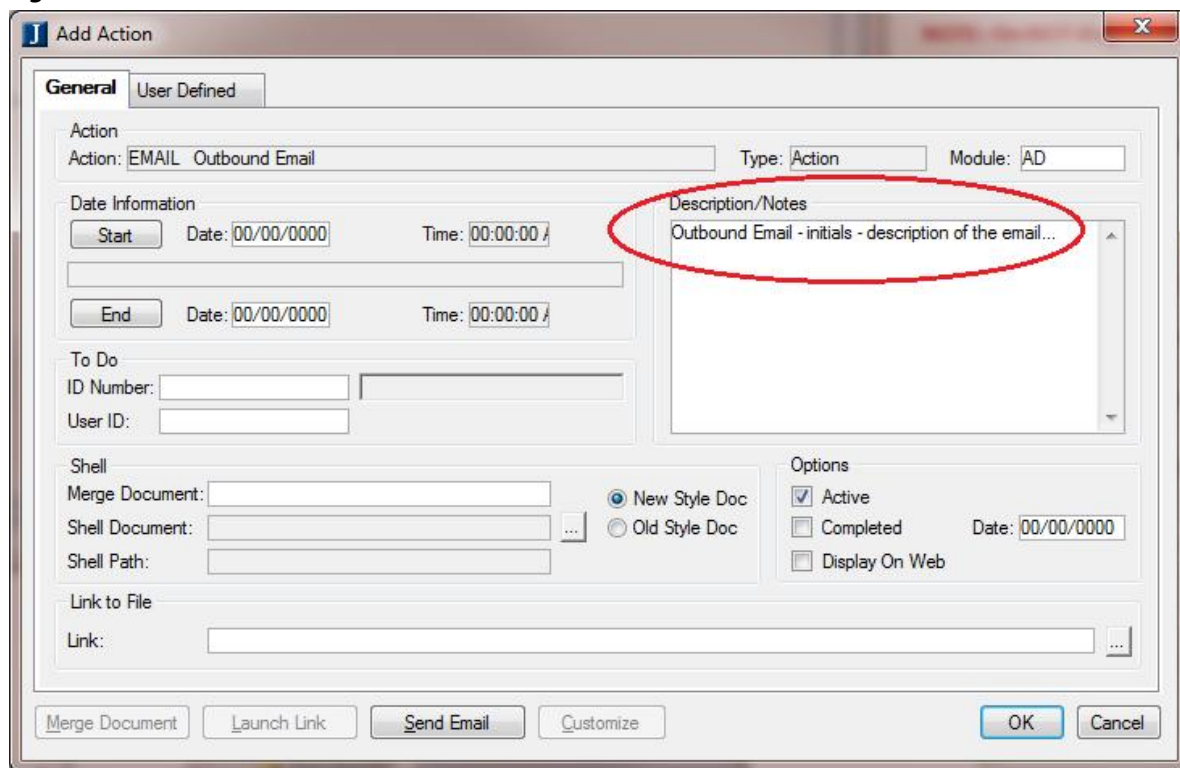 J Add Action
General User Defined
Action
Action: EMAIL Outbound Email Type: Action Module: AD
Date Information
Start Date: 00/00/0000 Time: 00:00:00 A
End Date: 00/00/0000 Time: 00:00:00 A
Description/Notes
Outbound Email - initials - description of the email...
To Do
ID Number:
User ID:
Shell
Merge Document: New Style Doc
Shell Document: ... Old Style Doc
Shell Path:
Options
Active
Completed Date: 00/00/0000
Display On Web
Link to File
Link: ...
Merge Document Launch Link Send Email Customize OK Cancel